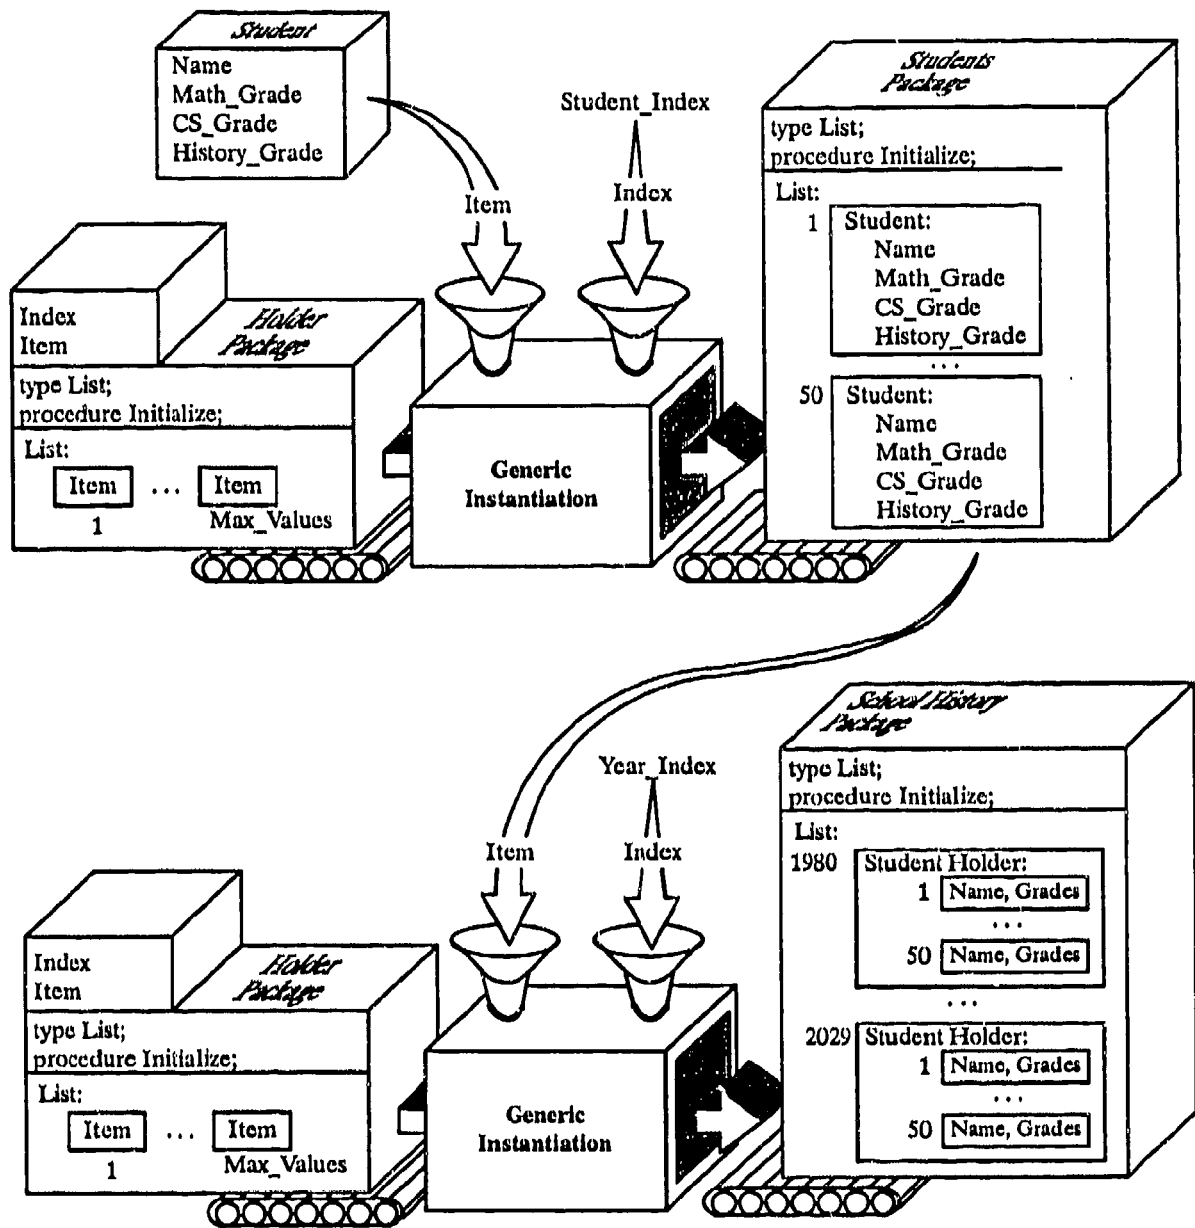 Student
Name
Math_Grade
CS_Grade
History_Grade
Student_Index
Item
Index
Students
Package
type List;
procedure Initialize;
List:
1 Student:
Name
Math_Grade
CS_Grade
History_Grade
...
50 Student:
Name
Math_Grade
CS_Grade
History_Grade
Index
Item
Holder
Package
type List;
procedure Initialize;
List:
Item ... Item
1 Max_Values
Generic
Instantiation
Year_Index
Item
Index
School History
Package
type List;
procedure Initialize;
List:
1980 Student Holder:
1 Name, Grades
...
50 Name, Grades
...
2029 Student Holder:
1 Name, Grades
...
50 Name, Grades
Index
Item
Holder
Package
type List;
procedure Initialize;
List:
Item ... Item
1 Max_Values
Generic
Instantiation